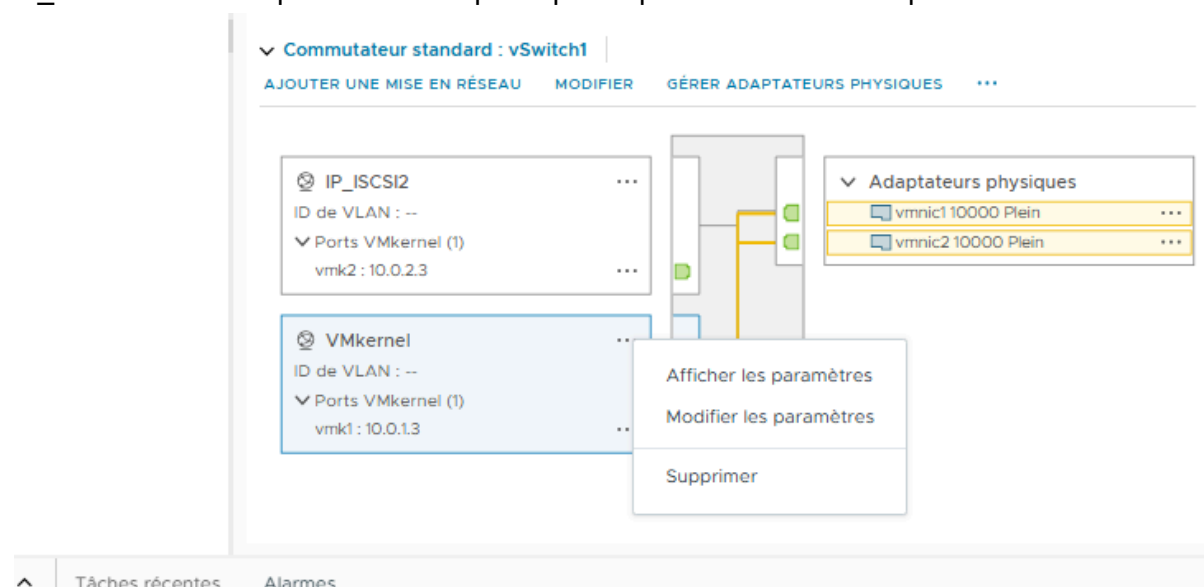 Commutateur standard : vSwitch1
AJOUTER UNE MISE EN RÉSEAU MODIFIER GÉRER ADAPTATEURS PHYSIQUES ...
IP_ISCSI2 ...
ID de VLAN : --
Ports VMkernel (1)
vmk2 : 10.0.2.3 ...
Adaptateurs physiques
vmnic1 10000 Plein ...
vmnic2 10000 Plein ...
VMkernel ...
ID de VLAN : --
Ports VMkernel (1)
vmk1 : 10.0.1.3 ..
Afficher les paramètres
Modifier les paramètres
Supprimer
Tâches récentes Alarmes